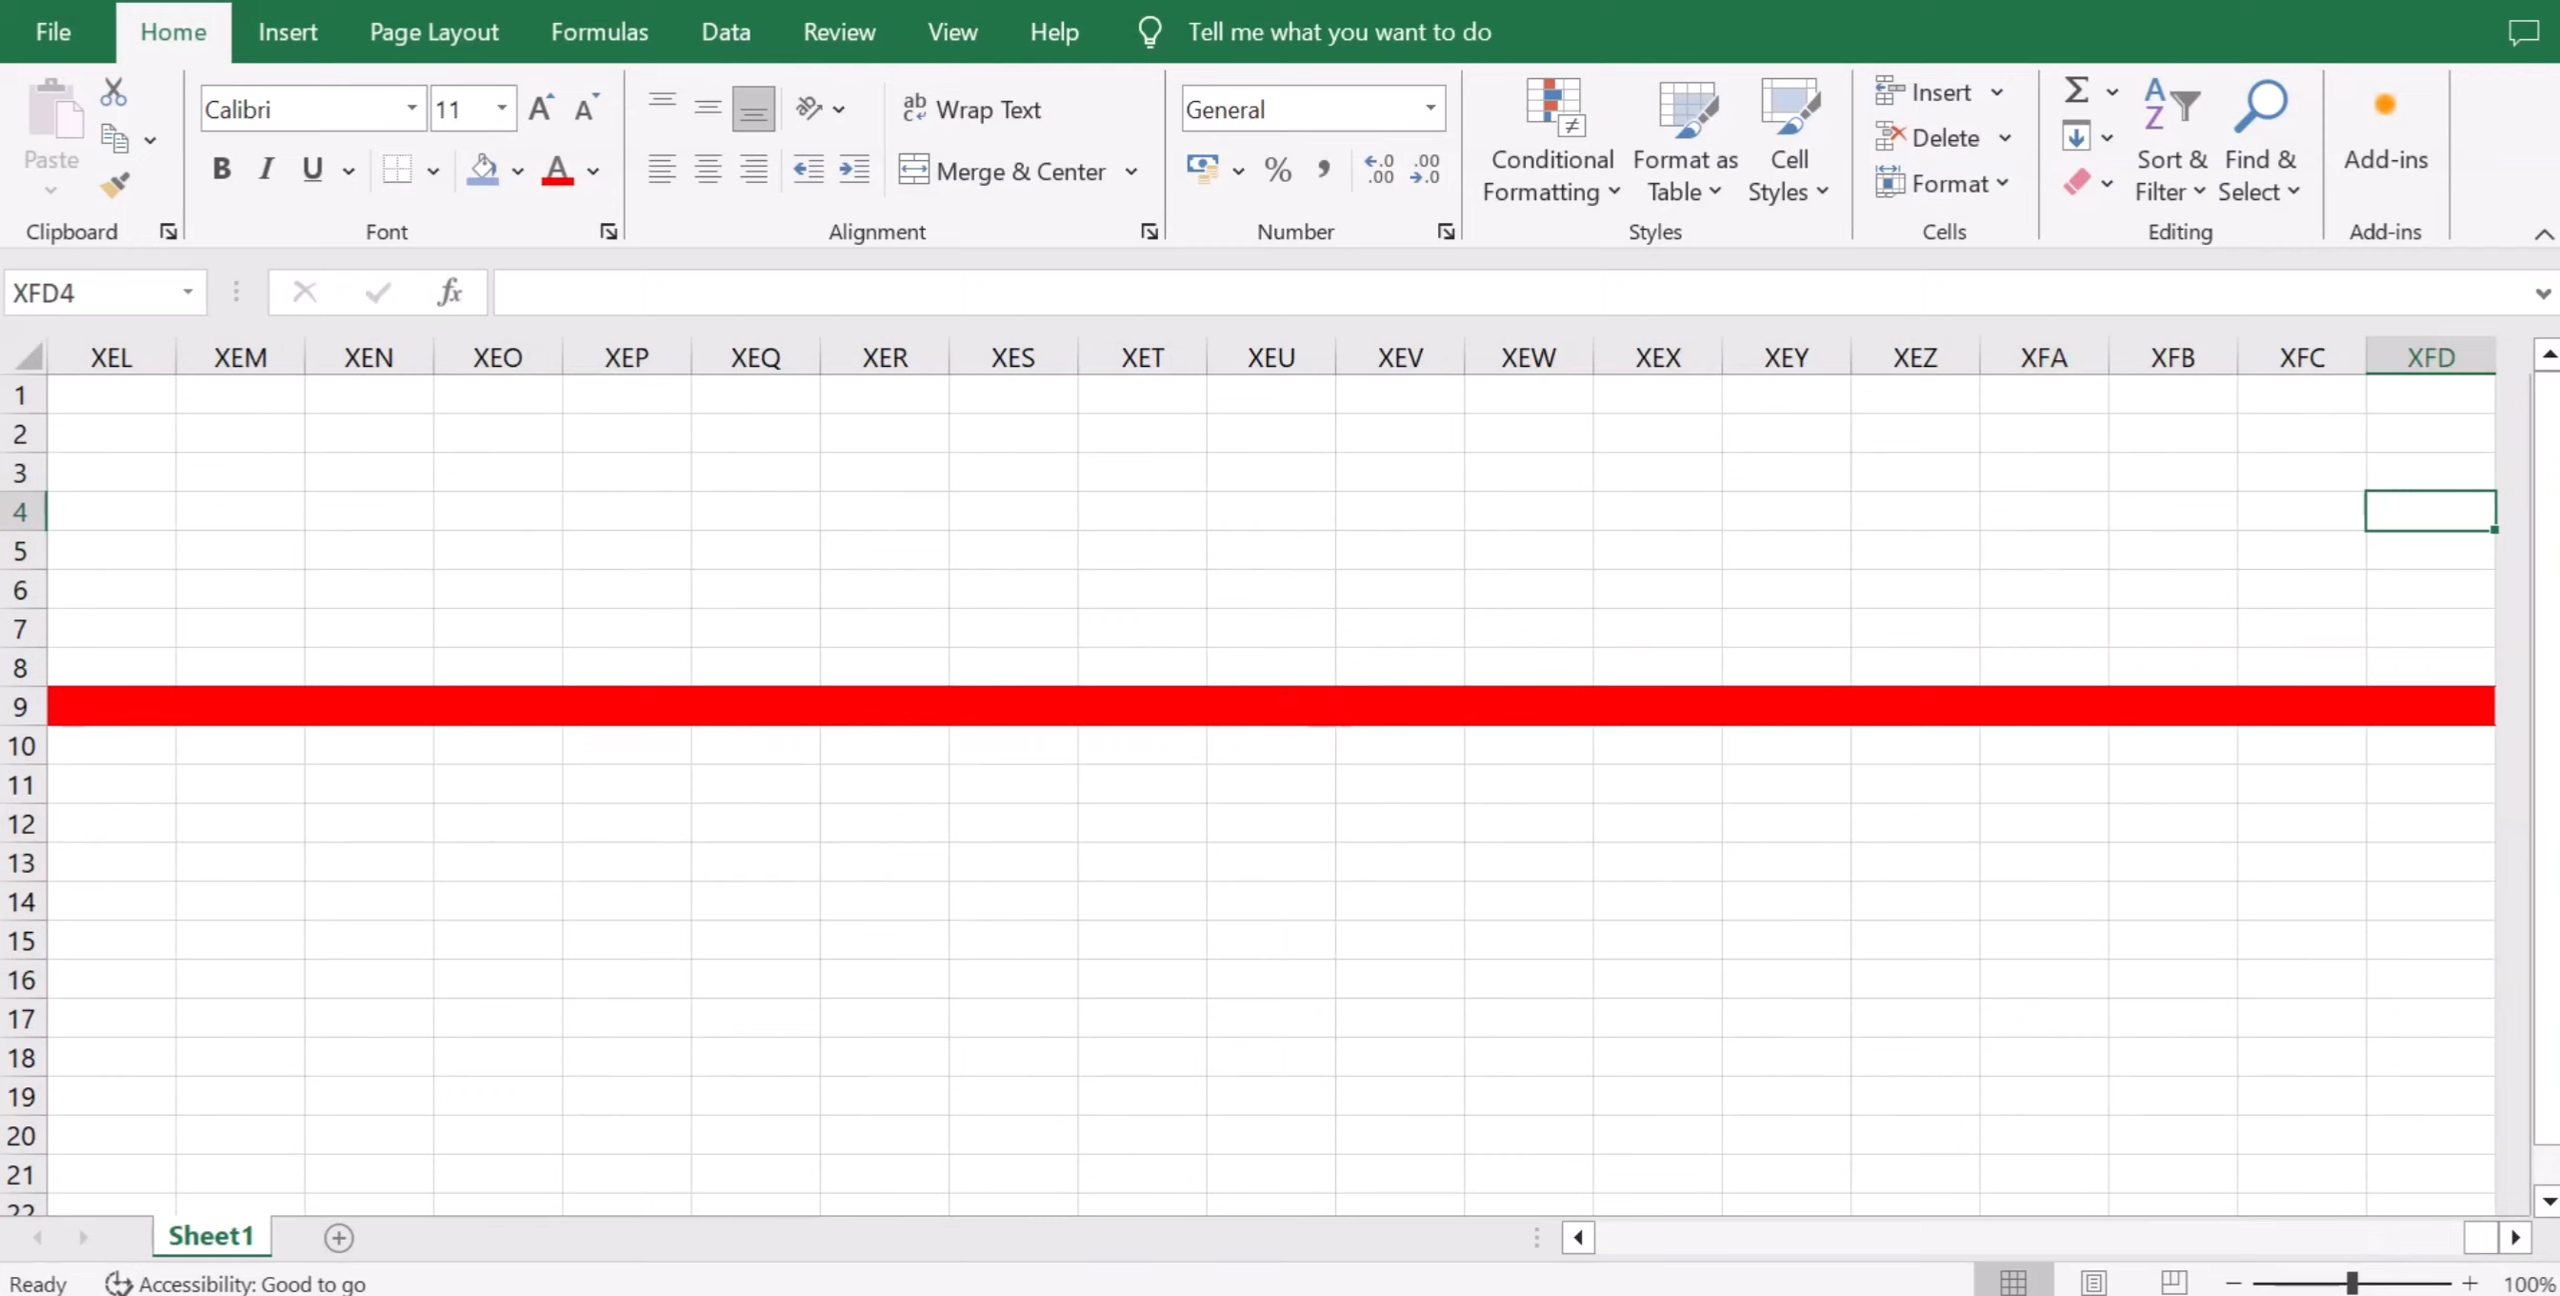 File Home Insert Page Layout Formulas Data Review View Help Tell me what you want to do
Paste
Clipboard
Calibri 11
B I U A
Font
Wrap Text
Merge & Center
Alignment
General
% ,
Number
Conditional Formatting
Format as Table
Cell Styles
Styles
Insert
Delete
Format
Cells
Σ
Sort & Filter
Find & Select
Editing
Add-ins
Add-ins
XFD4 fx
XEL XEM XEN XEO XEP XEQ XER XES XET XEU XEV XEW XEX XEY XEZ XFA XFB XFC XFD
1
2
3
4
5
6
7
8
9
10
11
12
13
14
15
16
17
18
19
20
21
22
Sheet1
Ready Accessibility: Good to go 100%